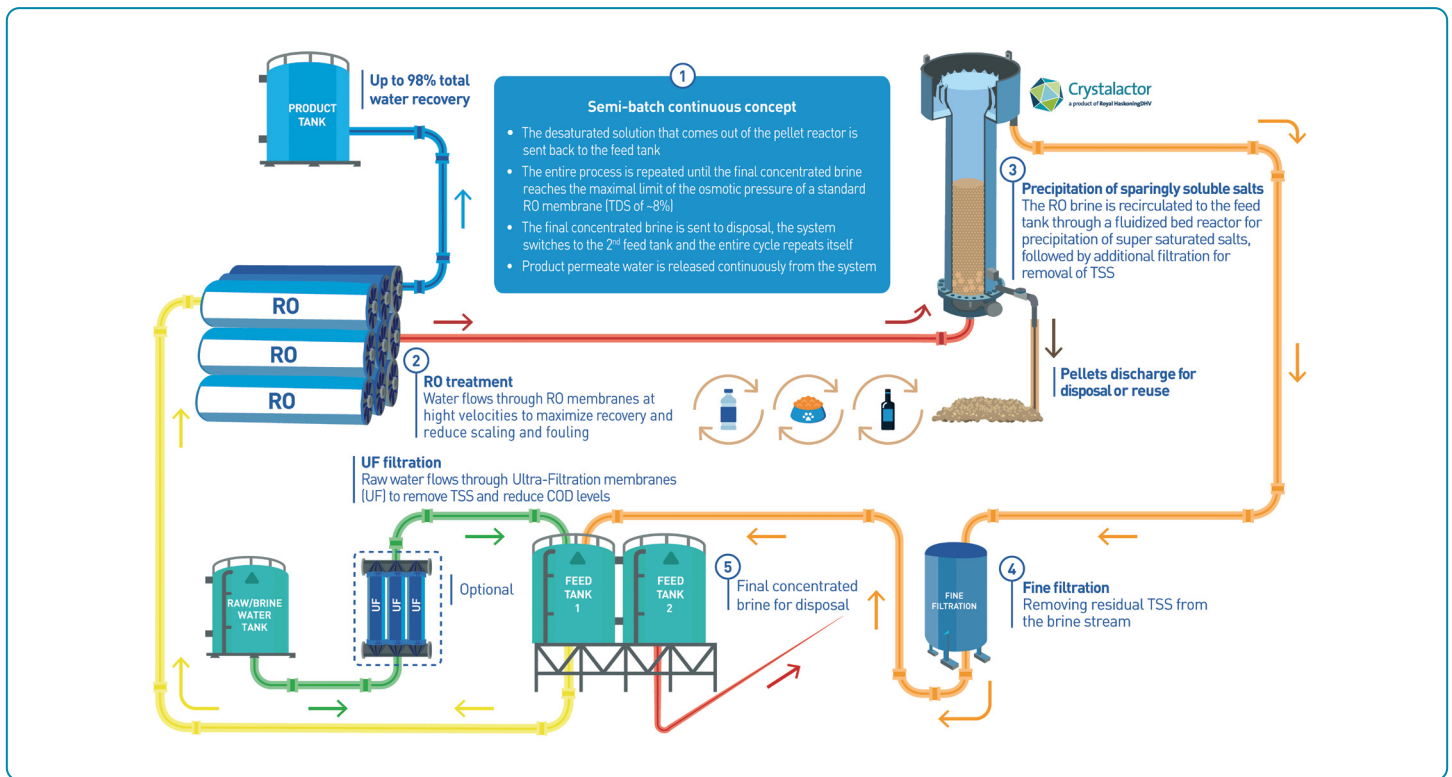 PRODUCT
TANK
Up to 98% total
water recovery
1
Semi-batch continuous concept
• The desaturated solution that comes out of the pellet reactor is
sent back to the feed tank
• The entire process is repeated until the final concentrated brine
reaches the maximal limit of the osmotic pressure of a standard
RO membrane (TDS of ~8%)
• The final concentrated brine is sent to disposal, the system
switches to the 2nd feed tank and the entire cycle repeats itself
• Product permeate water is released continuously from the system
Crystalactor
a product of Royal HaskoningDHV
3
Precipitation of sparingly soluble salts
The RO brine is recirculated to the feed
tank through a fluidized bed reactor for
precipitation of super saturated salts,
followed by additional filtration for
removal of TSS
RO
RO
RO
2
RO treatment
Water flows through RO membranes at
hight velocities to maximize recovery and
reduce scaling and fouling
Pellets discharge for
disposal or reuse
UF filtration
Raw water flows through Ultra-Filtration membranes
(UF) to remove TSS and reduce COD levels
RAW/BRINE
WATER
TANK
UF
UF
UF
Optional
FEED
TANK
1
FEED
TANK
2
5
Final concentrated
brine for disposal
FINE
FILTRATION
4
Fine filtration
Removing residual TSS from
the brine stream